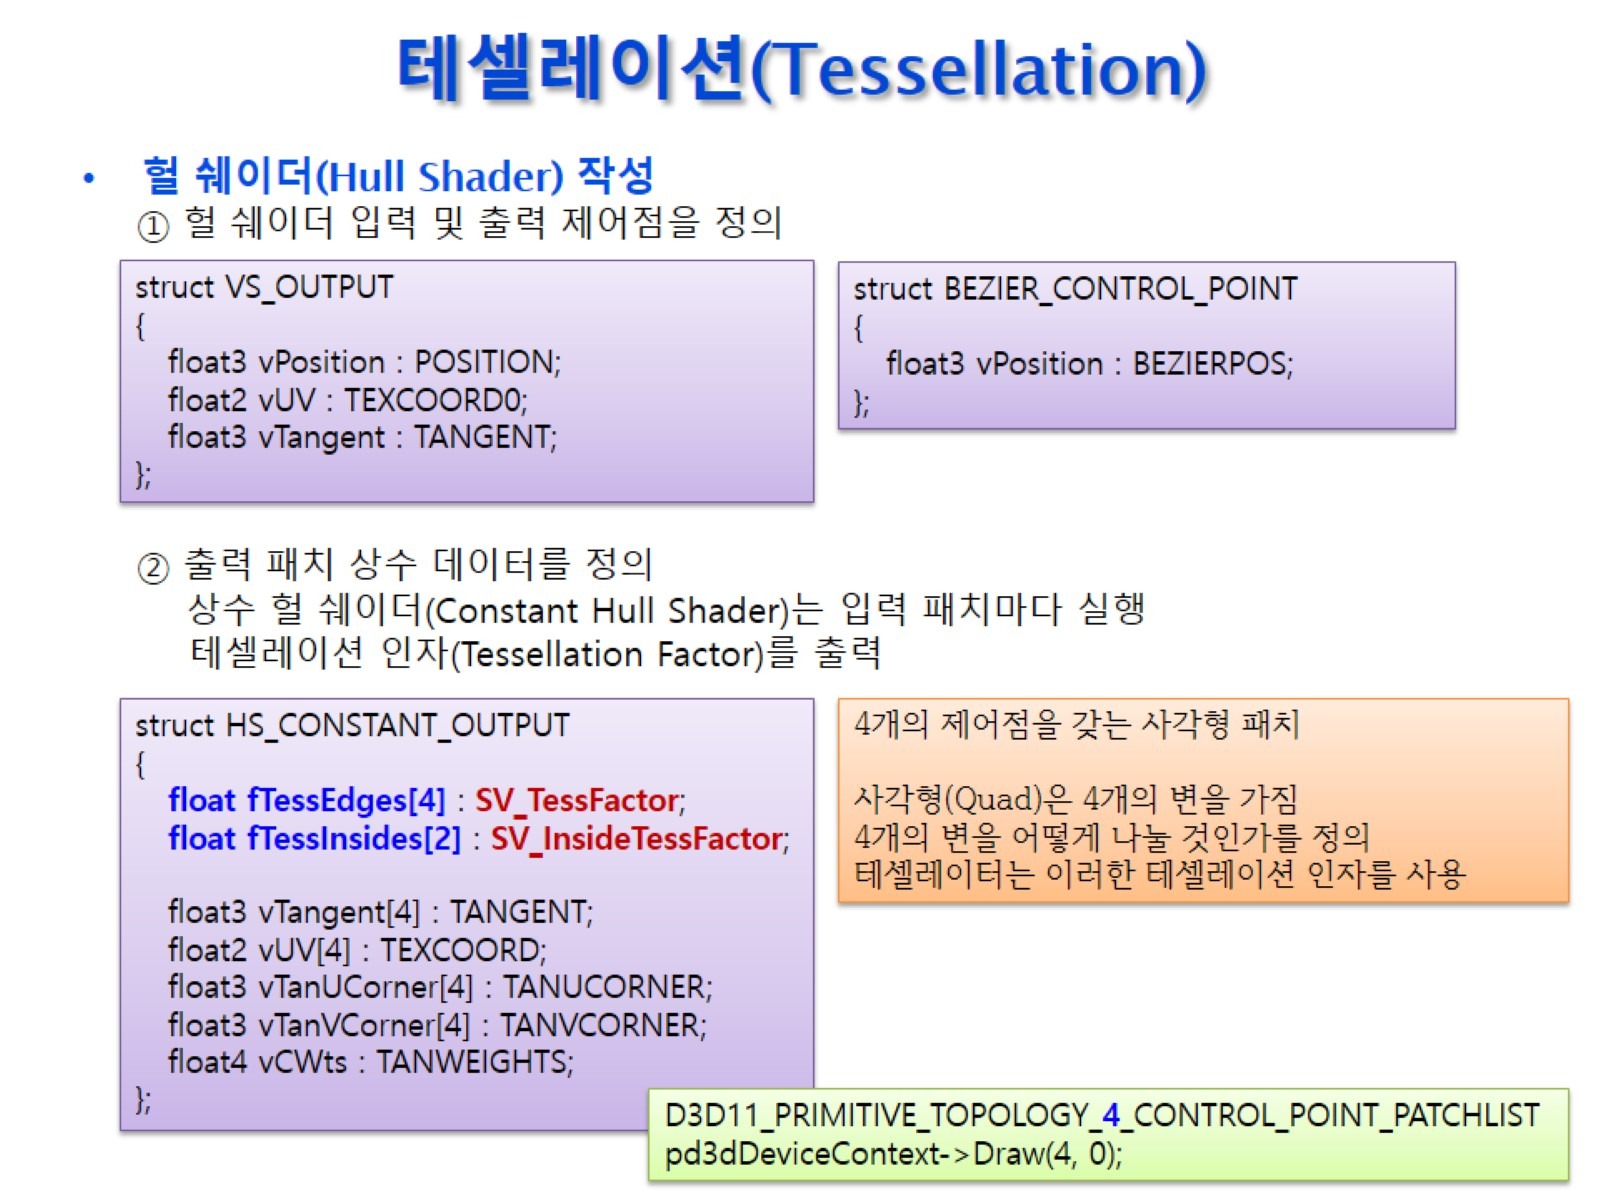 테셀레이션(Tessellation)
• 헐 쉐이더(Hull Shader) 작성
① 헐 쉐이더 입력 및 출력 제어점을 정의
struct VS_OUTPUT
{
float3 vPosition : POSITION;
float2 vUV : TEXCOORD0;
float3 vTangent : TANGENT;
};
struct BEZIER_CONTROL_POINT
{
float3 vPosition : BEZIERPOS;
};
② 출력 패치 상수 데이터를 정의
상수 헐 쉐이더(Constant Hull Shader)는 입력 패치마다 실행
테셀레이션 인자(Tessellation Factor)를 출력
struct HS_CONSTANT_OUTPUT
{
float fTessEdges[4] : SV_TessFactor;
float fTessInsides[2] : SV_InsideTessFactor;
float3 vTangent[4] : TANGENT;
float2 vUV[4] : TEXCOORD;
float3 vTanUCorner[4] : TANUCORNER;
float3 vTanVCorner[4] : TANVCORNER;
float4 vCWts : TANWEIGHTS;
};
4개의 제어점을 갖는 사각형 패치
사각형(Quad)은 4개의 변을 가짐
4개의 변을 어떻게 나눌 것인가를 정의
테셀레이터는 이러한 테셀레이션 인자를 사용
D3D11_PRIMITIVE_TOPOLOGY_4_CONTROL_POINT_PATCHLIST
pd3dDeviceContext->Draw(4, 0);